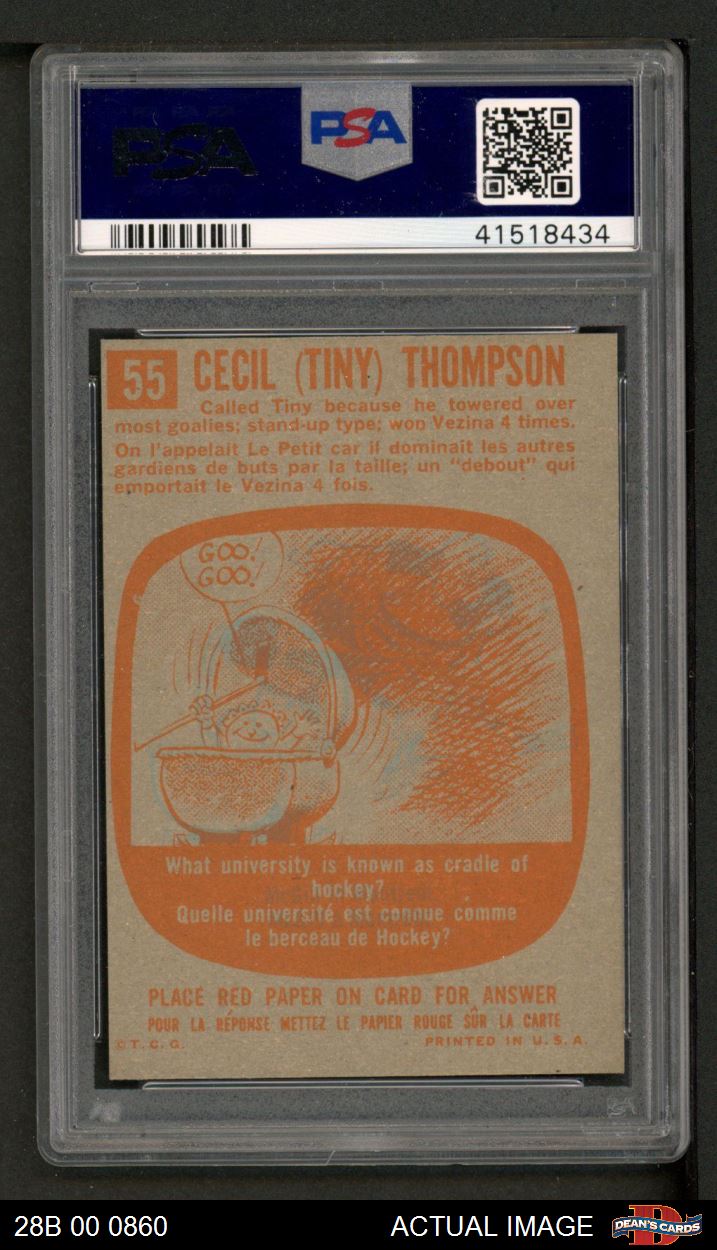 PSA
PSA
41518434
55 CECIL (TINY) THOMPSON
Called Tiny because he towered over
most goalies; stand-up type; won Vezina 4 times.
On l'appelait Le Petit car il dominait les autres
gardiens de buts par la taille; un "debout" qui
emportait le Vezina 4 fois.
GOO!
GOO!
What university is known as cradle of
hockey?
Quelle université est connue comme
le berceau de Hockey?
PLACE RED PAPER ON CARD FOR ANSWER
POUR LA RÉPONSE METTEZ LE PAPIER ROUGE SÛR LA CARTE
© T. C. G. PRINTED IN U. S. A.
28B 00 0860 ACTUAL IMAGE DEAN'S CARDS